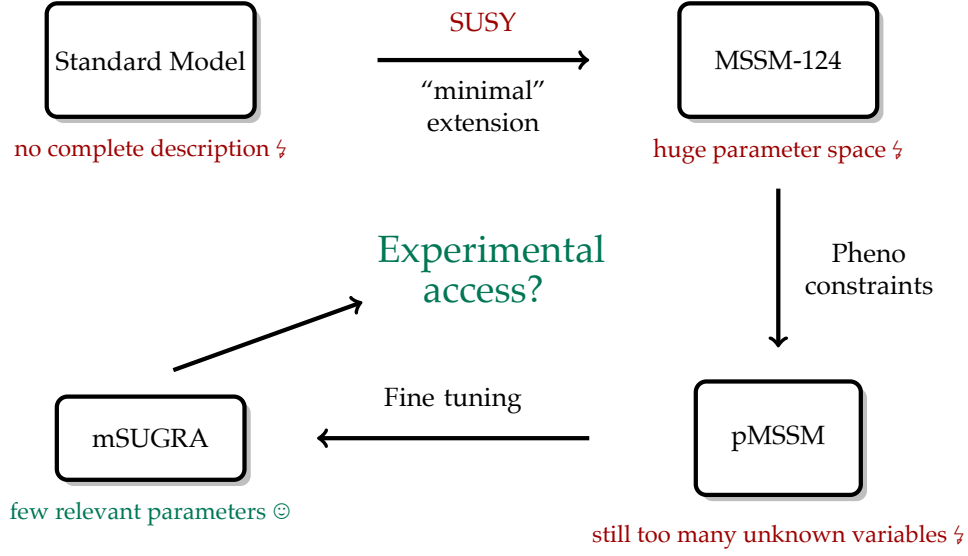 SUSY
Standard Model
MSSM-124
“minimal”
extension
no complete description ↯
huge parameter space ↯
Pheno
constraints
Experimental
access?
Fine tuning
mSUGRA
pMSSM
few relevant parameters ☺
still too many unknown variables ↯